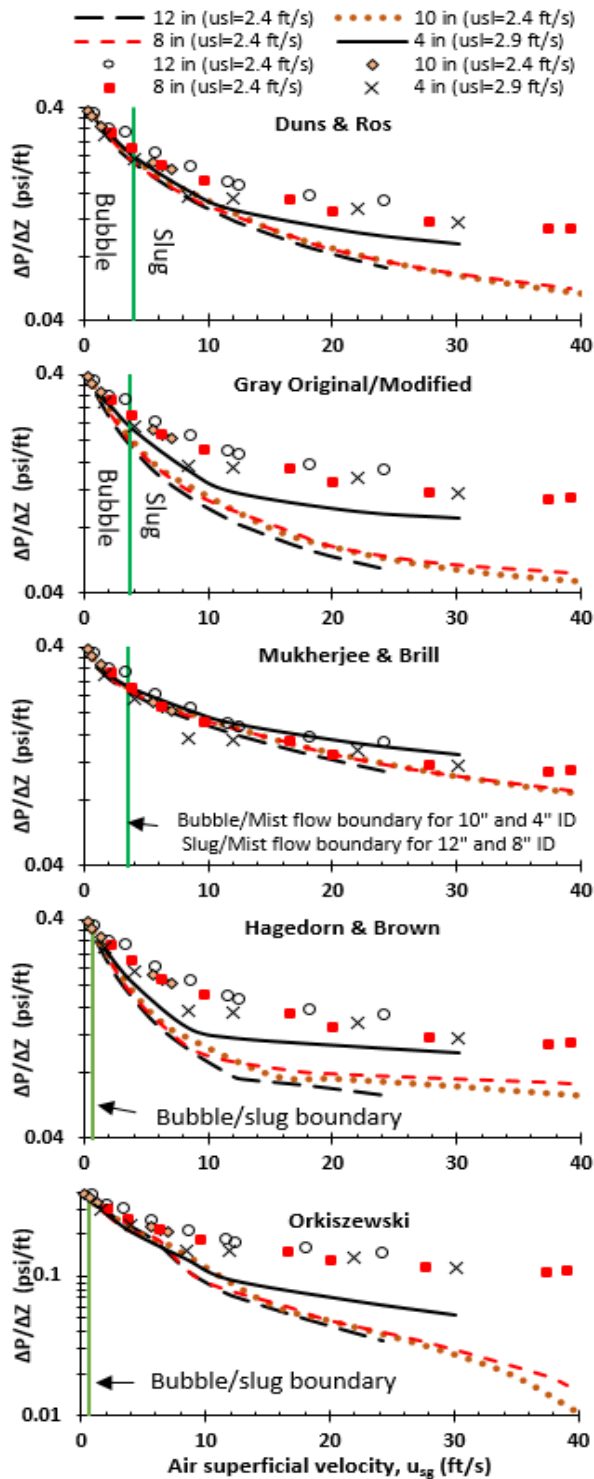 12 in (usl=2.4 ft/s) 10 in (usl=2.4 ft/s)
8 in (usl=2.4 ft/s) 4 in (usl=2.9 ft/s)
12 in (usl=2.4 ft/s) 10 in (usl=2.4 ft/s)
8 in (usl=2.4 ft/s) 4 in (usl=2.9 ft/s)
0.4
Duns & Ros
ΔP/ΔZ (psi/ft)
Bubble
Slug
0.04
0 10 20 30 40
0.4
Gray Original/Modified
ΔP/ΔZ (psi/ft)
Bubble
Slug
0.04
0 10 20 30 40
0.4
Mukherjee & Brill
ΔP/ΔZ (psi/ft)
Bubble/Mist flow boundary for 10" and 4" ID
Slug/Mist flow boundary for 12" and 8" ID
0.04
0 10 20 30 40
0.4
Hagedorn & Brown
ΔP/ΔZ (psi/ft)
Bubble/slug boundary
0.04
0 10 20 30 40
Orkiszewski
0.1
ΔP/ΔZ (psi/ft)
Bubble/slug boundary
0.01
0 10 20 30 40
Air superficial velocity, usg (ft/s)